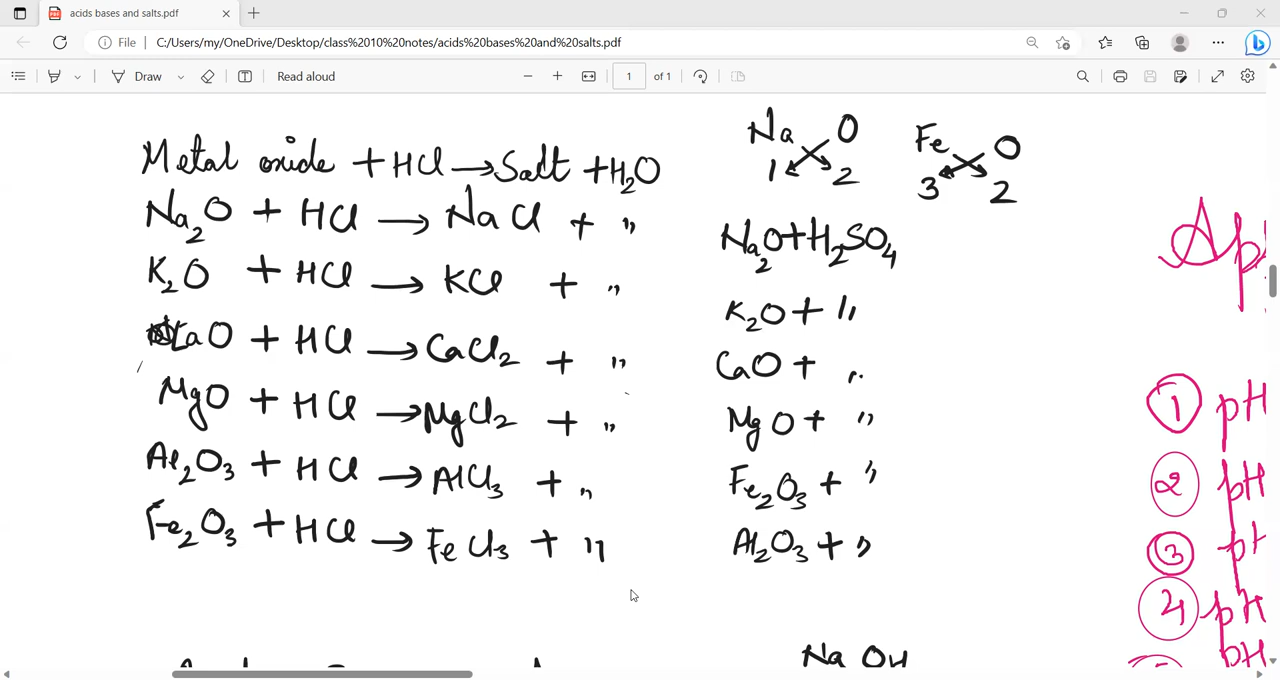 acids bases and salts.pdf
File C:/Users/my/OneDrive/Desktop/class%2010%20notes/acids%20bases%20and%20salts.pdf
Draw Read aloud 1 of 1
Metal oxide + HCl → Salt + H₂O
Na₂O + HCl → NaCl + "
K₂O + HCl → KCl + "
CaO + HCl → CaCl₂ + "
MgO + HCl → MgCl₂ + "
Al₂O₃ + HCl → AlCl₃ + "
Fe₂O₃ + HCl → FeCl₃ + "
Na O
1 2
Fe O
3 2
Na₂O + H₂SO₄
K₂O + "
CaO + "
MgO + "
Fe₂O₃ + "
Al₂O₃ + "
Na OH
① pH
② pH
③ pH
4 pH
pH